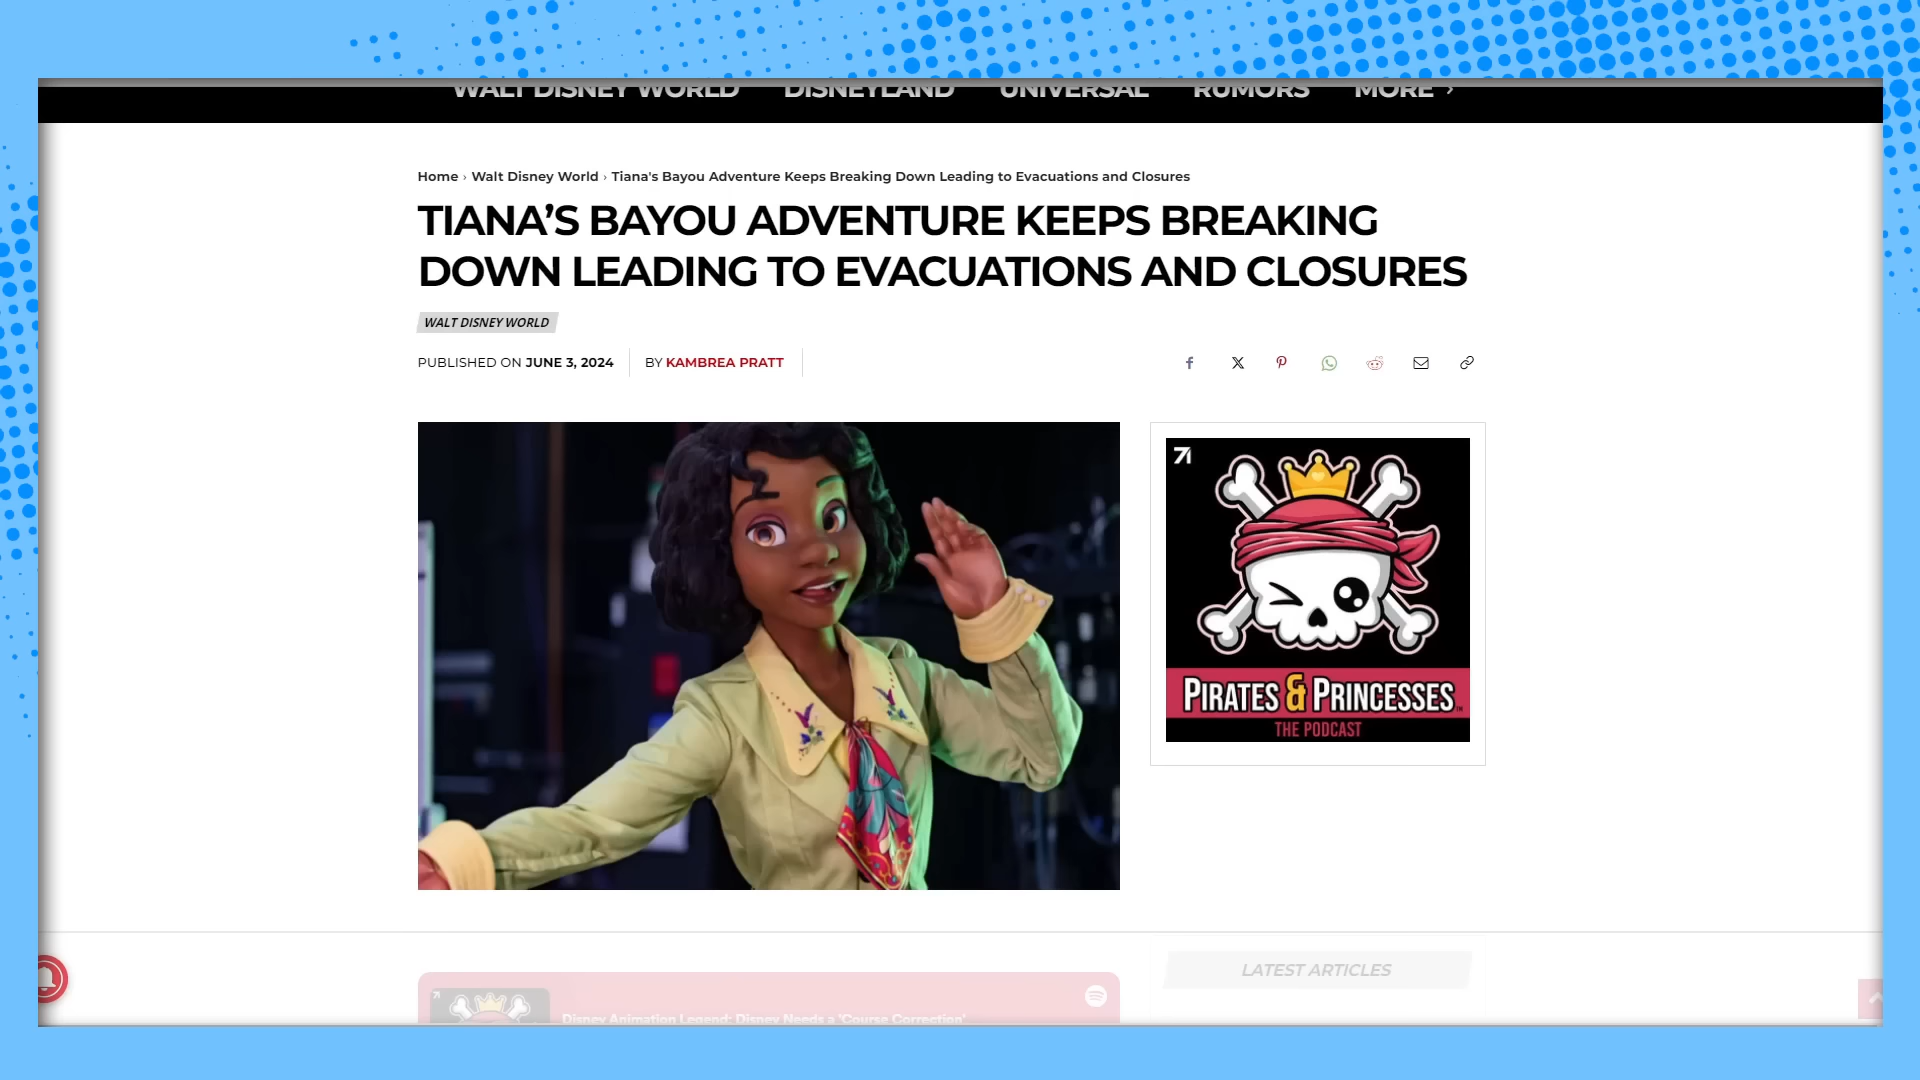 WALT DISNEY WORLD DISNEYLAND UNIVERSAL RUMORS MORE ›
Home › Walt Disney World › Tiana's Bayou Adventure Keeps Breaking Down Leading to Evacuations and Closures
TIANA’S BAYOU ADVENTURE KEEPS BREAKING
DOWN LEADING TO EVACUATIONS AND CLOSURES
WALT DISNEY WORLD
PUBLISHED ON JUNE 3, 2024 BY KAMBREA PRATT
PIRATES & PRINCESSES
THE PODCAST
LATEST ARTICLES
Disney Animation Legend: Disney Needs a 'Course Correction'